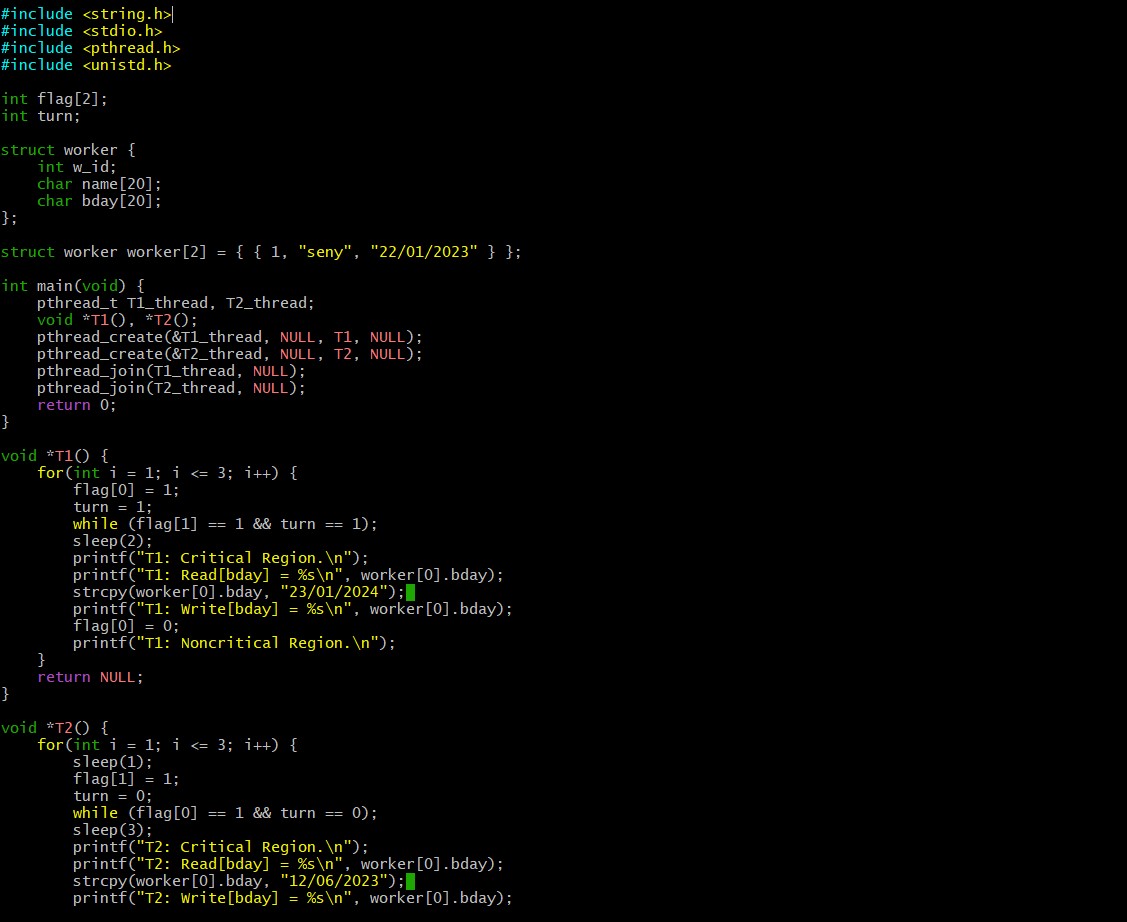 #include <string.h>
#include <stdio.h>
#include <pthread.h>
#include <unistd.h>

int flag[2];
int turn;

struct worker {
    int w_id;
    char name[20];
    char bday[20];
};

struct worker worker[2] = { { 1, "seny", "22/01/2023" } };

int main(void) {
    pthread_t T1_thread, T2_thread;
    void *T1(), *T2();
    pthread_create(&T1_thread, NULL, T1, NULL);
    pthread_create(&T2_thread, NULL, T2, NULL);
    pthread_join(T1_thread, NULL);
    pthread_join(T2_thread, NULL);
    return 0;
}

void *T1() {
    for(int i = 1; i <= 3; i++) {
        flag[0] = 1;
        turn = 1;
        while (flag[1] == 1 && turn == 1);
        sleep(2);
        printf("T1: Critical Region.\n");
        printf("T1: Read[bday] = %s\n", worker[0].bday);
        strcpy(worker[0].bday, "23/01/2024");
        printf("T1: Write[bday] = %s\n", worker[0].bday);
        flag[0] = 0;
        printf("T1: Noncritical Region.\n");
    }
    return NULL;
}

void *T2() {
    for(int i = 1; i <= 3; i++) {
        sleep(1);
        flag[1] = 1;
        turn = 0;
        while (flag[0] == 1 && turn == 0);
        sleep(3);
        printf("T2: Critical Region.\n");
        printf("T2: Read[bday] = %s\n", worker[0].bday);
        strcpy(worker[0].bday, "12/06/2023");
        printf("T2: Write[bday] = %s\n", worker[0].bday);